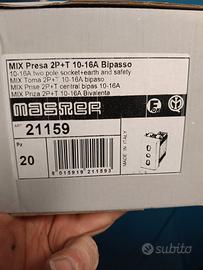 MIX Presa 2P+T 10-16A Bipasso
10-16A two pole socket+earth and safety
MIX Toma 2P+T 10-16A bipaso
MIX Prise 2P+T central bipas 10-16A
MIX Priza 2P+T 10-16A Bivalenta
master
ART
21159
Pz
20
MADE IN ITALY
8 015919 211593
subito